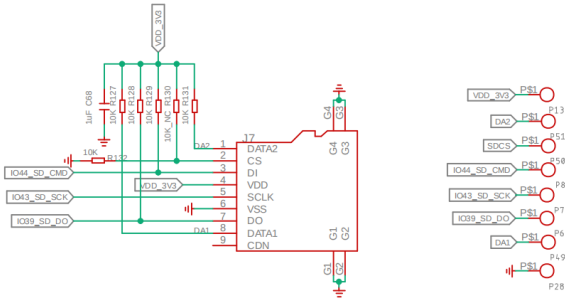 VDD_3V3
1uF C68
10K R127
10K R128
10K R129
10K_NC R130
10K R131
10K
R132
DA2
J7
G4
G3
1 DATA2
2 CS
IO44_SD_CMD
3 DI
VDD_3V3
4 VDD
IO43_SD_SCK
5 SCLK
6 VSS
IO39_SD_DO
7 DO
DA1
8 DATA1
9 CDN
G4
G3
G1
G2
G1
G2
VDD_3V3 P$1
P13
DA2 P$1
P51
SDCS P$1
P50
IO44_SD_CMD P$1
P8
IO43_SD_SCK P$1
P7
IO39_SD_DO P$1
P6
DA1 P$1
P49
P$1
P28